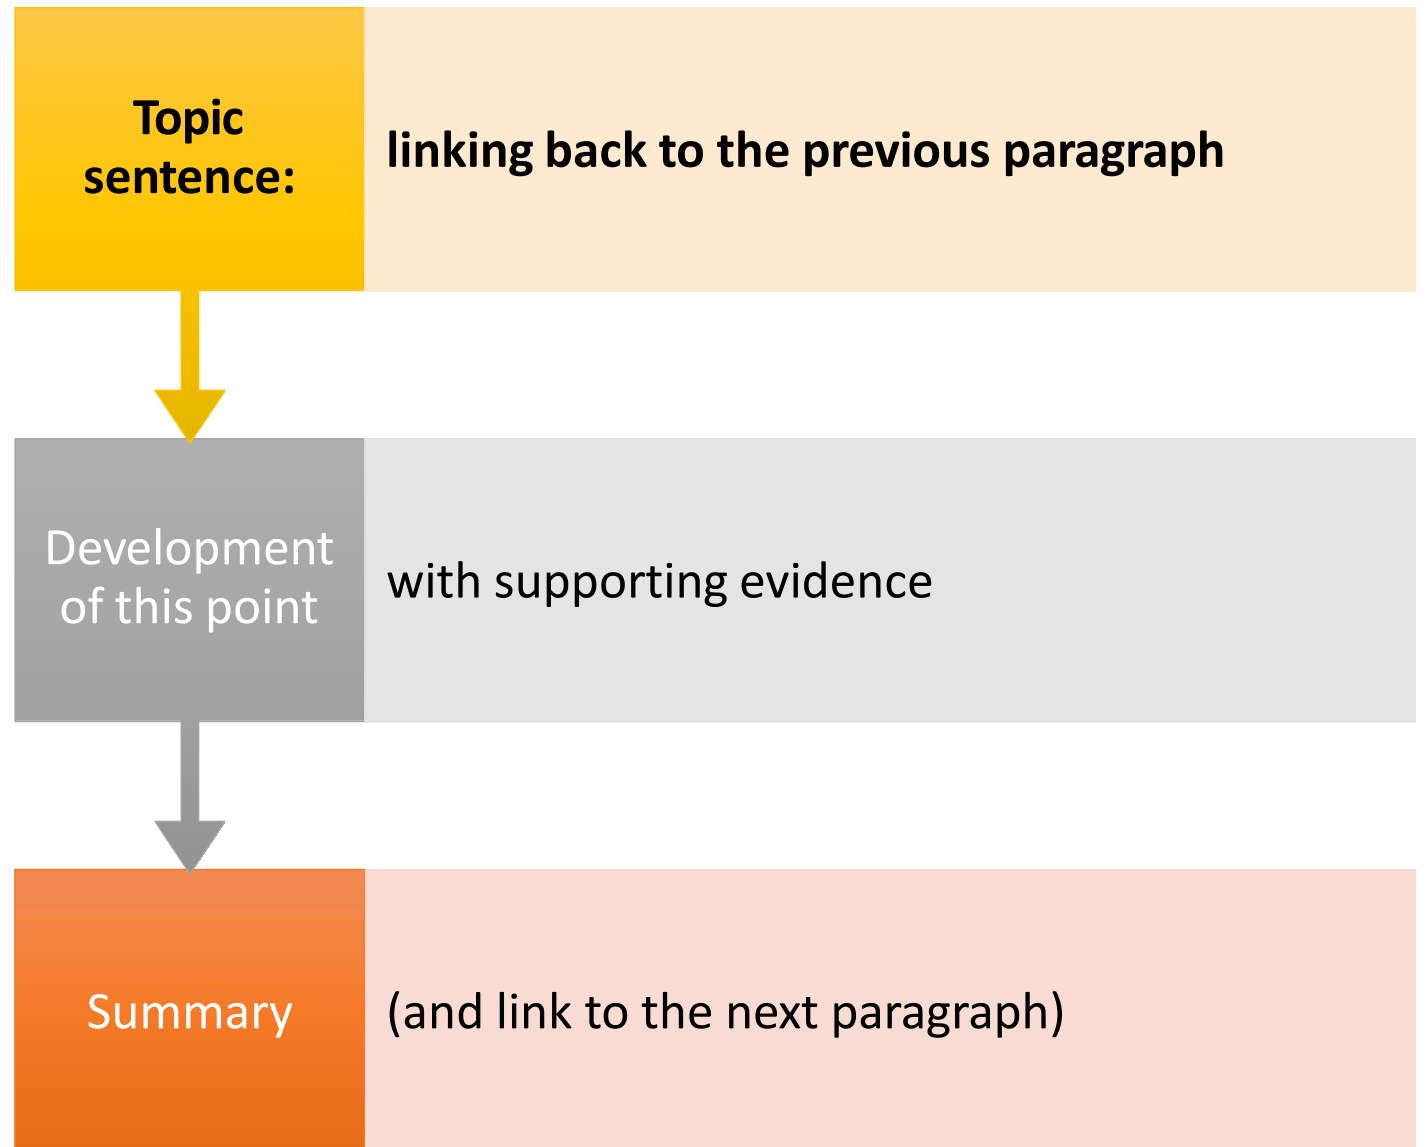 Topic
sentence:
linking back to the previous paragraph
Development
of this point
with supporting evidence
Summary
(and link to the next paragraph)